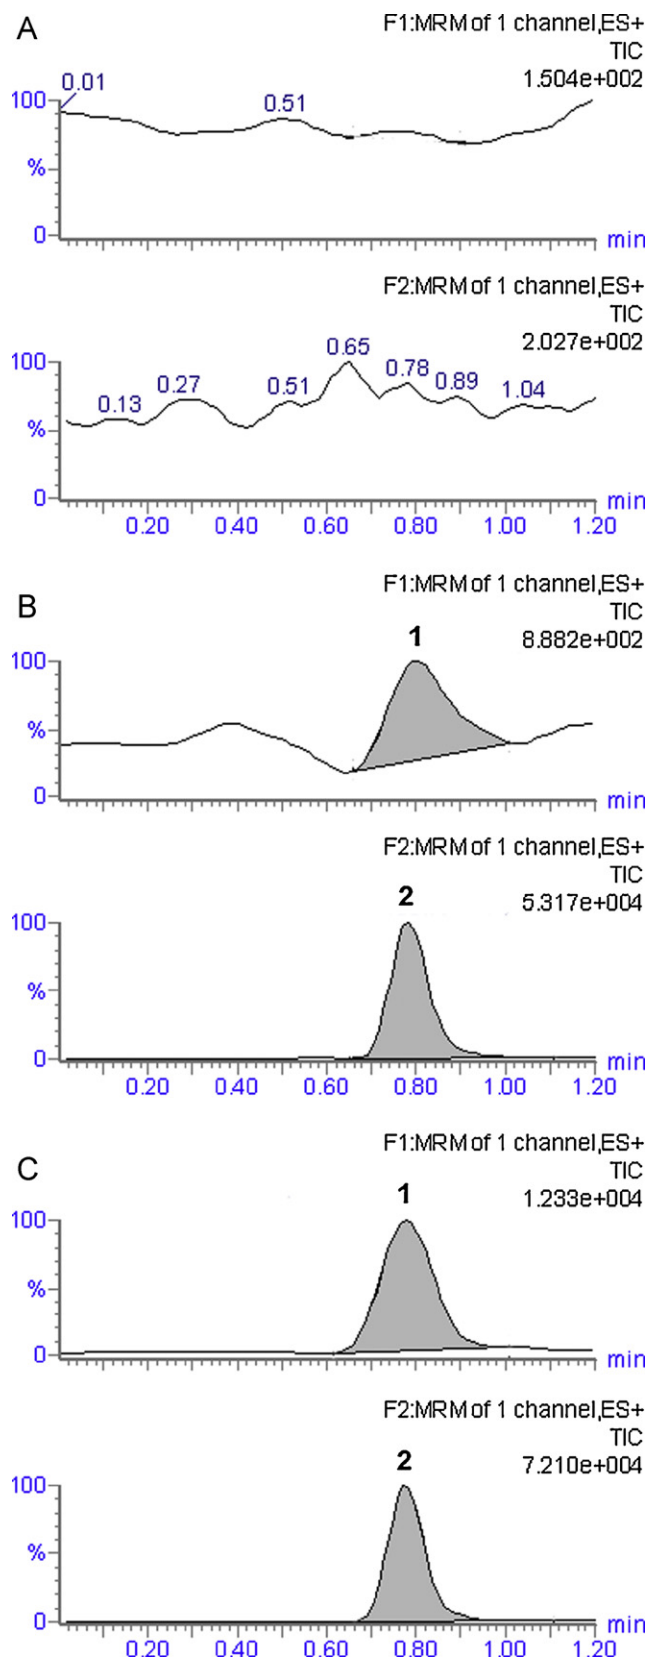 A
F1:MRM of 1 channel,ES+
TIC
1.504e+002
0.01
0.51
100
%
0
min
F2:MRM of 1 channel,ES+
TIC
2.027e+002
0.65
0.78
0.89
1.04
0.51
0.27
0.13
100
%
0
min
0.20 0.40 0.60 0.80 1.00 1.20
B
F1:MRM of 1 channel,ES+
TIC
8.882e+002
1
100
%
0
min
F2:MRM of 1 channel,ES+
TIC
5.317e+004
2
100
%
0
min
0.20 0.40 0.60 0.80 1.00 1.20
C
F1:MRM of 1 channel,ES+
TIC
1.233e+004
1
100
%
0
min
F2:MRM of 1 channel,ES+
TIC
7.210e+004
2
100
%
0
min
0.20 0.40 0.60 0.80 1.00 1.20